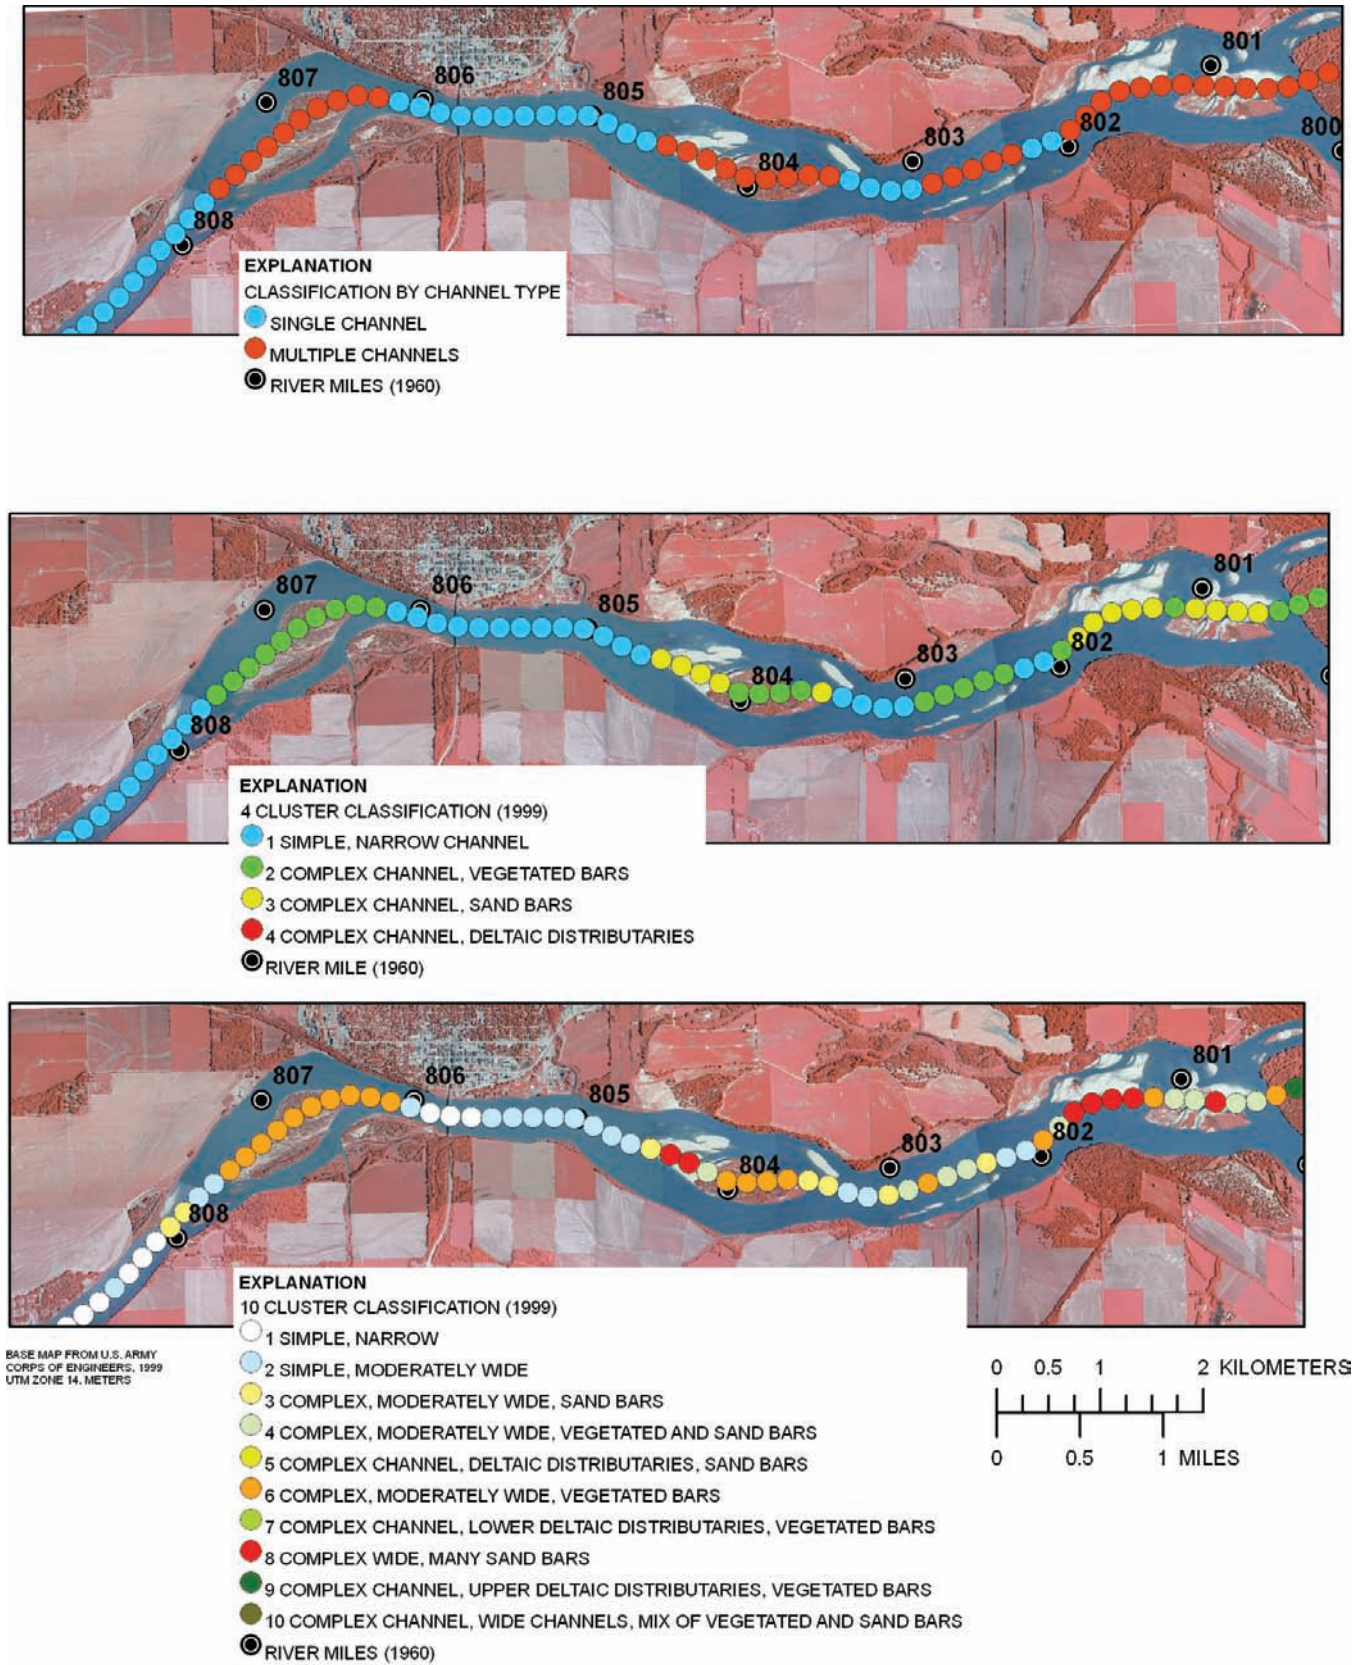 801
807
806
805
802
800
803
804
808
EXPLANATION
CLASSIFICATION BY CHANNEL TYPE
SINGLE CHANNEL
MULTIPLE CHANNELS
RIVER MILES (1960)
801
807
806
805
802
803
804
808
EXPLANATION
4 CLUSTER CLASSIFICATION (1999)
1 SIMPLE, NARROW CHANNEL
2 COMPLEX CHANNEL, VEGETATED BARS
3 COMPLEX CHANNEL, SAND BARS
4 COMPLEX CHANNEL, DELTAIC DISTRIBUTARIES
RIVER MILE (1960)
801
807
806
805
802
803
804
808
EXPLANATION
10 CLUSTER CLASSIFICATION (1999)
1 SIMPLE, NARROW
2 SIMPLE, MODERATELY WIDE
3 COMPLEX, MODERATELY WIDE, SAND BARS
4 COMPLEX, MODERATELY WIDE, VEGETATED AND SAND BARS
5 COMPLEX CHANNEL, DELTAIC DISTRIBUTARIES, SAND BARS
6 COMPLEX, MODERATELY WIDE, VEGETATED BARS
7 COMPLEX CHANNEL, LOWER DELTAIC DISTRIBUTARIES, VEGETATED BARS
8 COMPLEX WIDE, MANY SAND BARS
9 COMPLEX CHANNEL, UPPER DELTAIC DISTRIBUTARIES, VEGETATED BARS
10 COMPLEX CHANNEL, WIDE CHANNELS, MIX OF VEGETATED AND SAND BARS
RIVER MILES (1960)
BASE MAP FROM U.S. ARMY
CORPS OF ENGINEERS, 1999
UTM ZONE 14, METERS
0 0.5 1 2 KILOMETERS
0 0.5 1 MILES